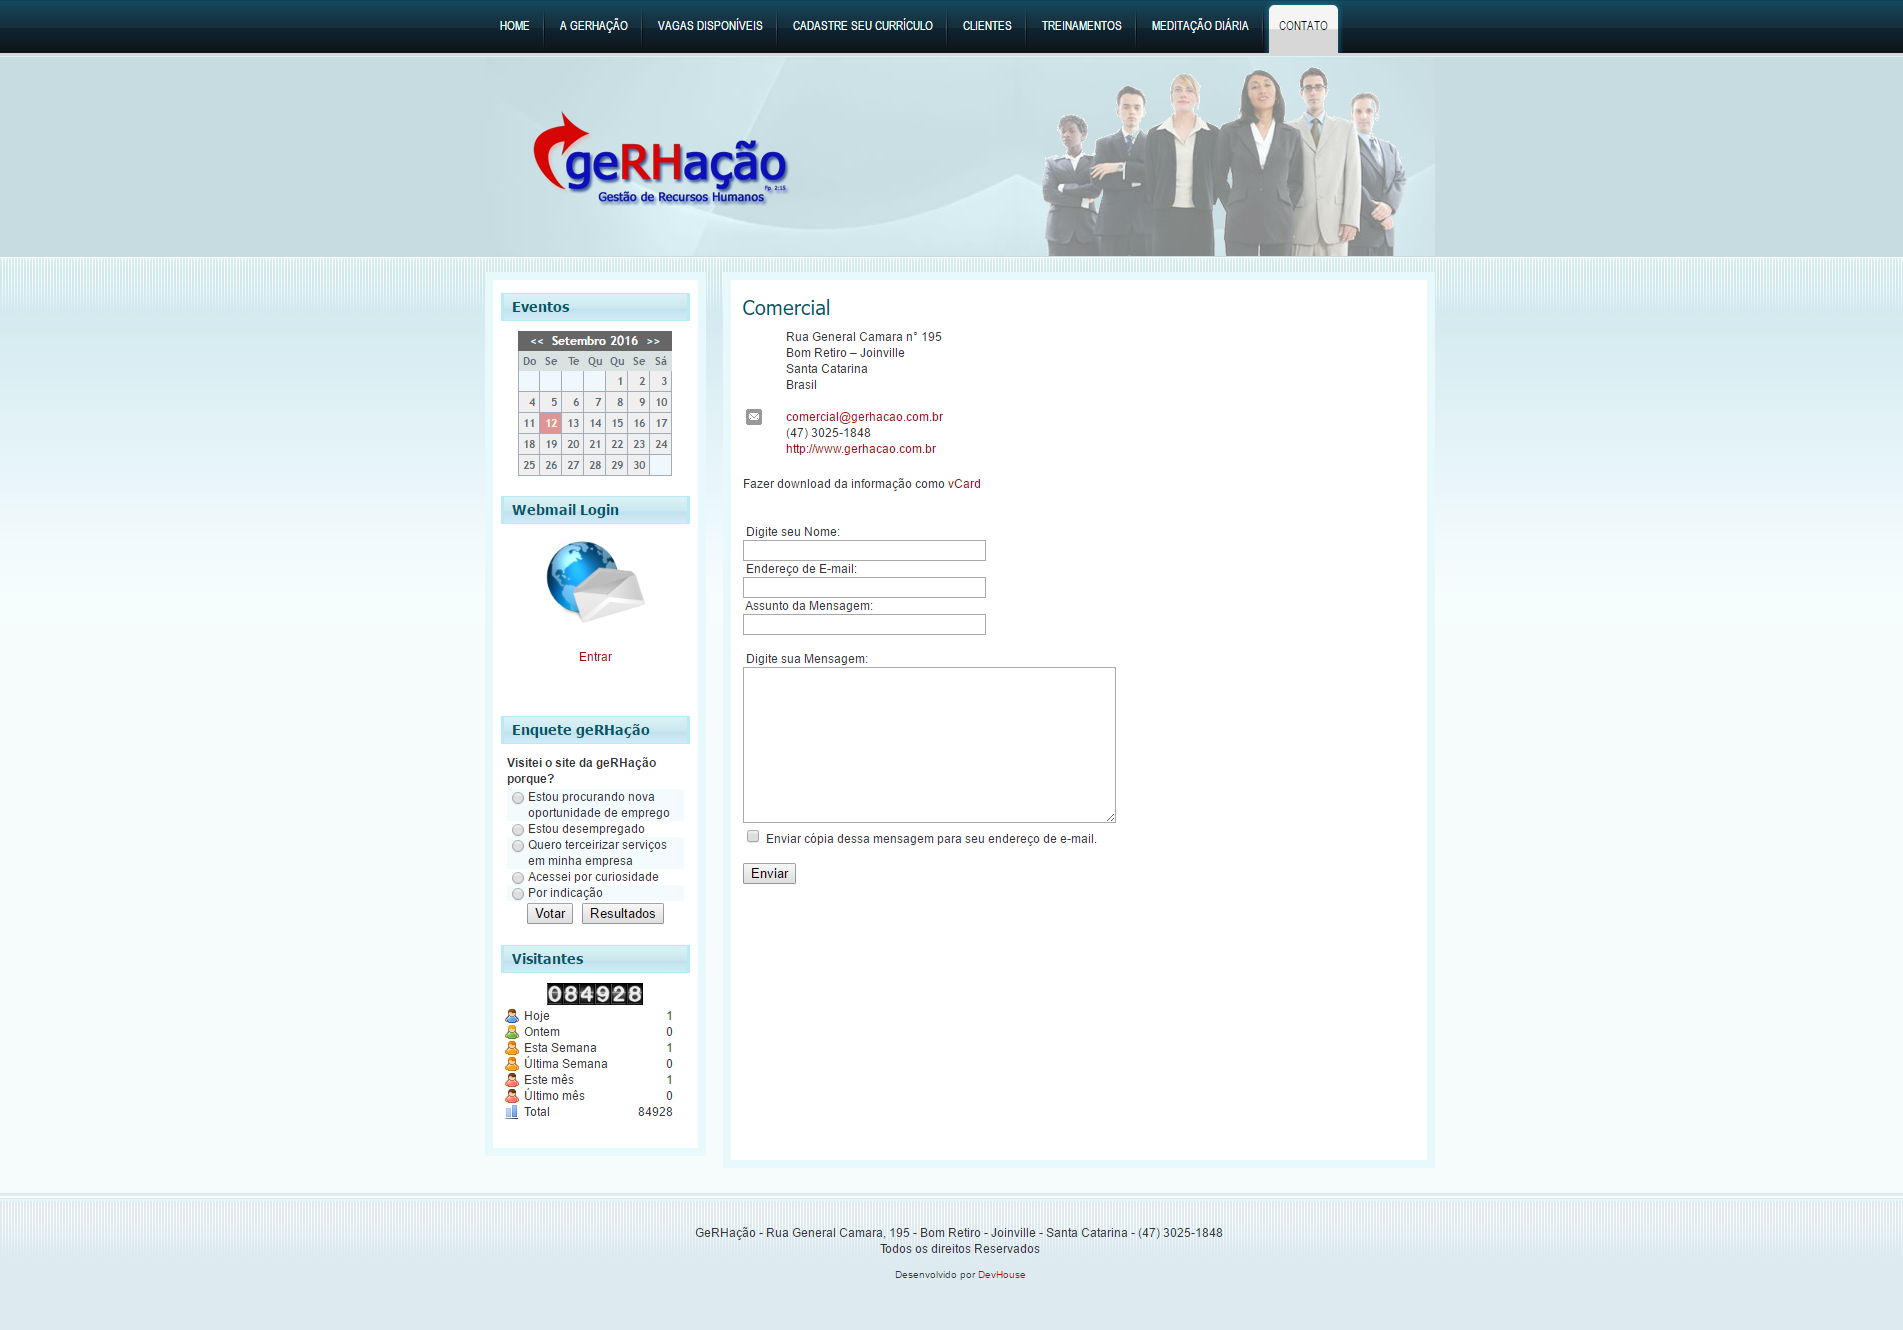 HOME
A GERHAÇÃO
VAGAS DISPONÍVEIS
CADASTRE SEU CURRÍCULO
CLIENTES
TREINAMENTOS
MEDITAÇÃO DIÁRIA
CONTATO
geRHação
Fp. 2:15
Gestão de Recursos Humanos
Eventos
<< Setembro 2016 >>
Do Se Te Qu Qu Se Sá
1 2 3
4 5 6 7 8 9 10
11 12 13 14 15 16 17
18 19 20 21 22 23 24
25 26 27 28 29 30
Webmail Login
Entrar
Enquete geRHação
Visitei o site da geRHação
porque?
Estou procurando nova
oportunidade de emprego
Estou desempregado
Quero terceirizar serviços
em minha empresa
Acessei por curiosidade
Por indicação
Votar Resultados
Visitantes
084928
Hoje 1
Ontem 0
Esta Semana 1
Última Semana 0
Este mês 1
Último mês 0
Total 84928
Comercial
Rua General Camara n° 195
Bom Retiro – Joinville
Santa Catarina
Brasil
comercial@gerhacao.com.br
(47) 3025-1848
http://www.gerhacao.com.br
Fazer download da informação como vCard
Digite seu Nome:
Endereço de E-mail:
Assunto da Mensagem:
Digite sua Mensagem:
Enviar cópia dessa mensagem para seu endereço de e-mail.
Enviar
GeRHação - Rua General Camara, 195 - Bom Retiro - Joinville - Santa Catarina - (47) 3025-1848
Todos os direitos Reservados
Desenvolvido por DevHouse